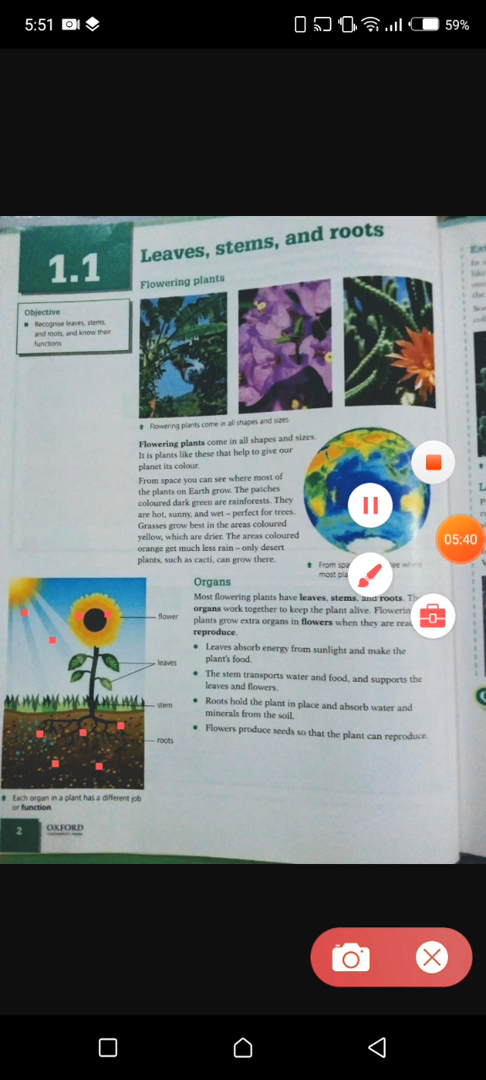 5:51
59%
1.1
Leaves, stems, and roots
Flowering plants
Objective
Recognise leaves, stems,
and roots, and know their
functions
Flowering plants come in all shapes and sizes.
Flowering plants come in all shapes and sizes.
It is plants like these that help to give our
planet its colour.
From space you can see where most of
the plants on Earth grow. The patches
coloured dark green are rainforests. They
are hot, sunny, and wet – perfect for trees.
Grasses grow best in the areas coloured
yellow, which are drier. The areas coloured
orange get much less rain – only desert
plants, such as cacti, can grow there.
From
most
05:40
Organs
Most flowering plants have leaves, stems, and roots.
organs work together to keep the plant alive.
plants grow extra organs in flowers when they are
reproduce.
Leaves absorb energy from sunlight and make the
plant's food.
The stem transports water and food, and supports the
leaves and flowers.
Roots hold the plant in place and absorb water and
minerals from the soil.
Flowers produce seeds so that the plant can reproduce.
flower
leaves
stem
roots
Each organ in a plant has a different job
or function.
2
OXFORD
UNIVERSITY PRESS